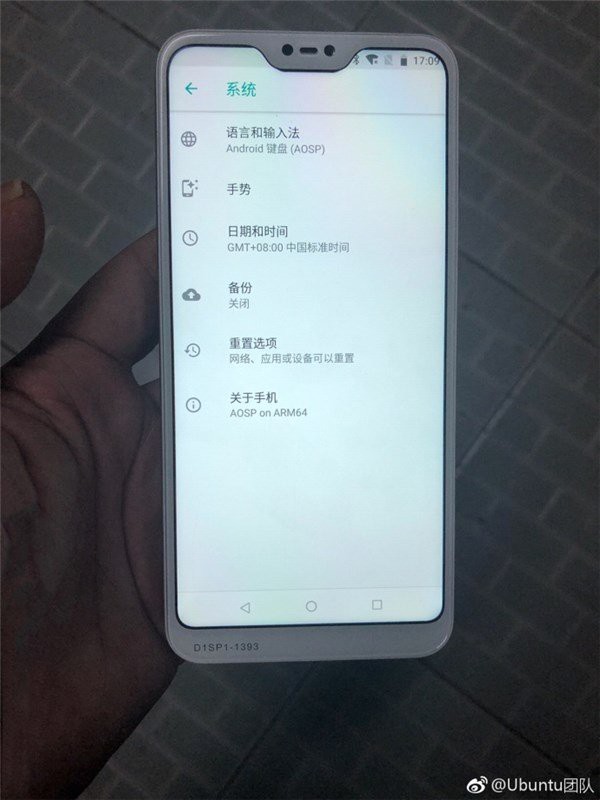 17:09
系统
语言和输入法
Android 键盘 (AOSP)
手势
日期和时间
GMT+08:00 中国标准时间
备份
关闭
重置选项
网络、应用或设备可以重置
关于手机
AOSP on ARM64
D1SP1-1393
@Ubuntu团队